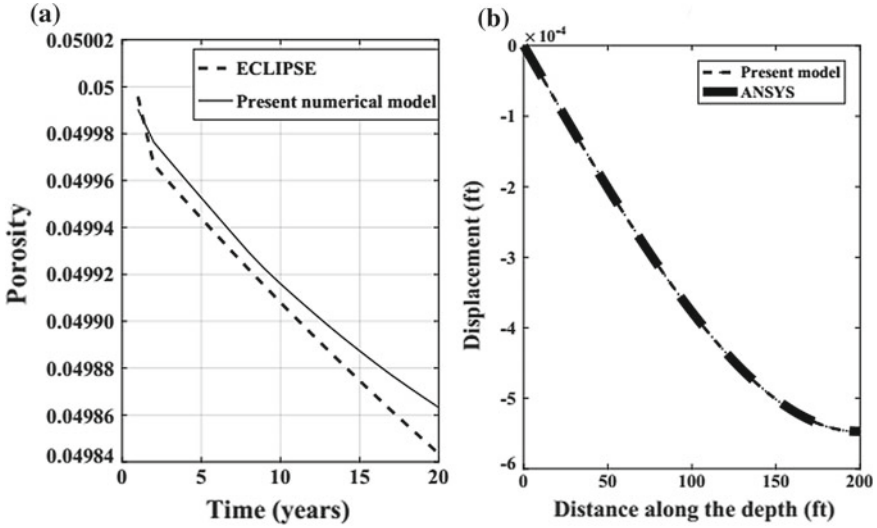 (a)
0.05002
0.05
0.04998
0.04996
0.04994
0.04992
0.04990
0.04988
0.04986
0.04984
Porosity
ECLIPSE
Present numerical model
0
5
10
15
20
Time (years)
(b)
× 10-4
0
-1
-2
-3
-4
-5
-6
Displacement (ft)
Present model
ANSYS
0
50
100
150
200
Distance along the depth (ft)